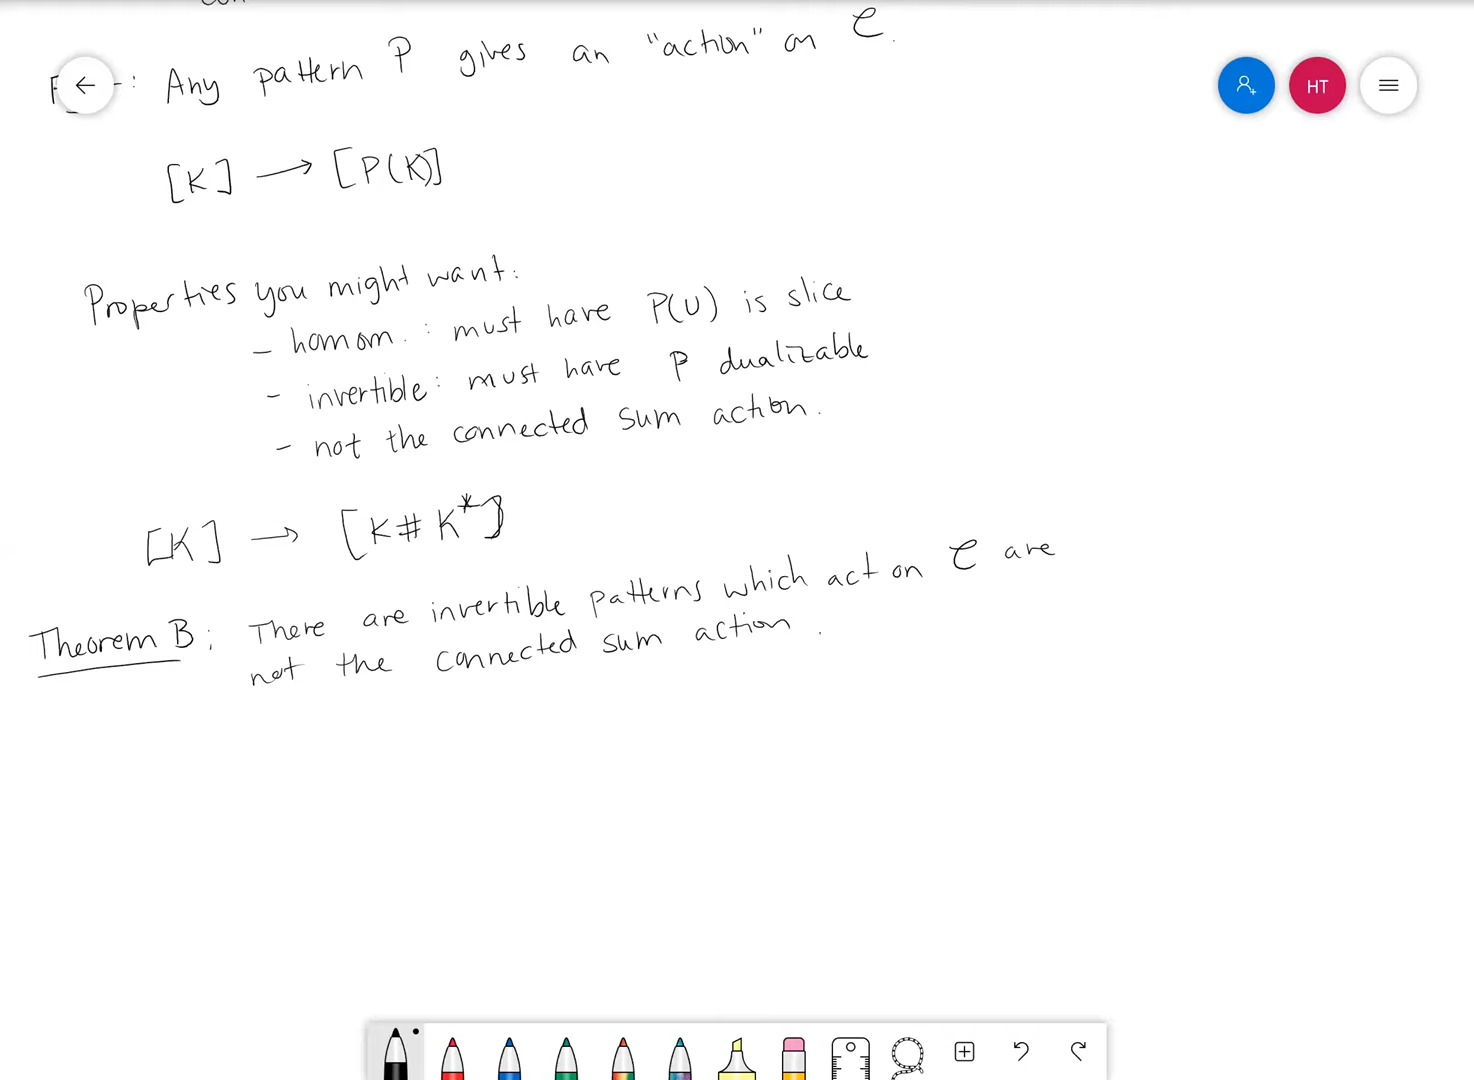 : Any pattern P gives an "action" on C.
HT
[K] → [P(K)]
Properties you might want:
- homom. : must have P(U) is slice
- invertible: must have P dualizable
- not the connected sum action.
[K] → [K # K*]
Theorem B: There are invertible patterns which act on C are
not the connected sum action.